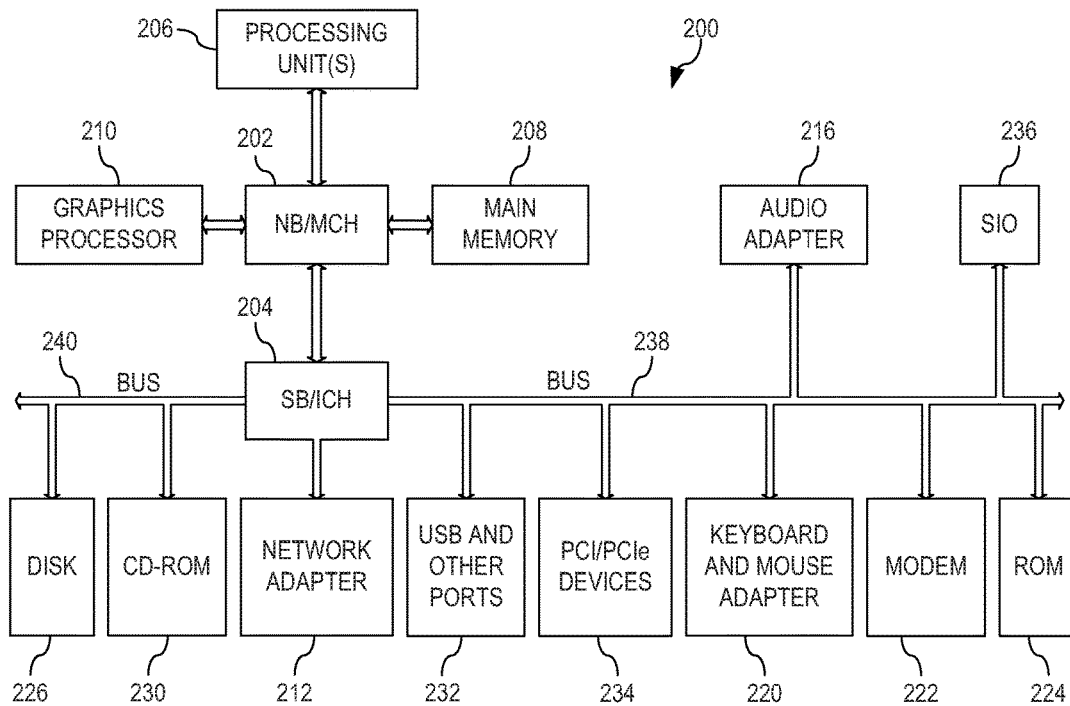 206
PROCESSING
UNIT(S)
200
210
202
208
216
236
GRAPHICS
PROCESSOR
NB/MCH
MAIN
MEMORY
AUDIO
ADAPTER
SIO
204
240
238
BUS
SB/ICH
BUS
DISK
CD-ROM
NETWORK
ADAPTER
USB AND
OTHER
PORTS
PCI/PCIe
DEVICES
KEYBOARD
AND MOUSE
ADAPTER
MODEM
ROM
226
230
212
232
234
220
222
224